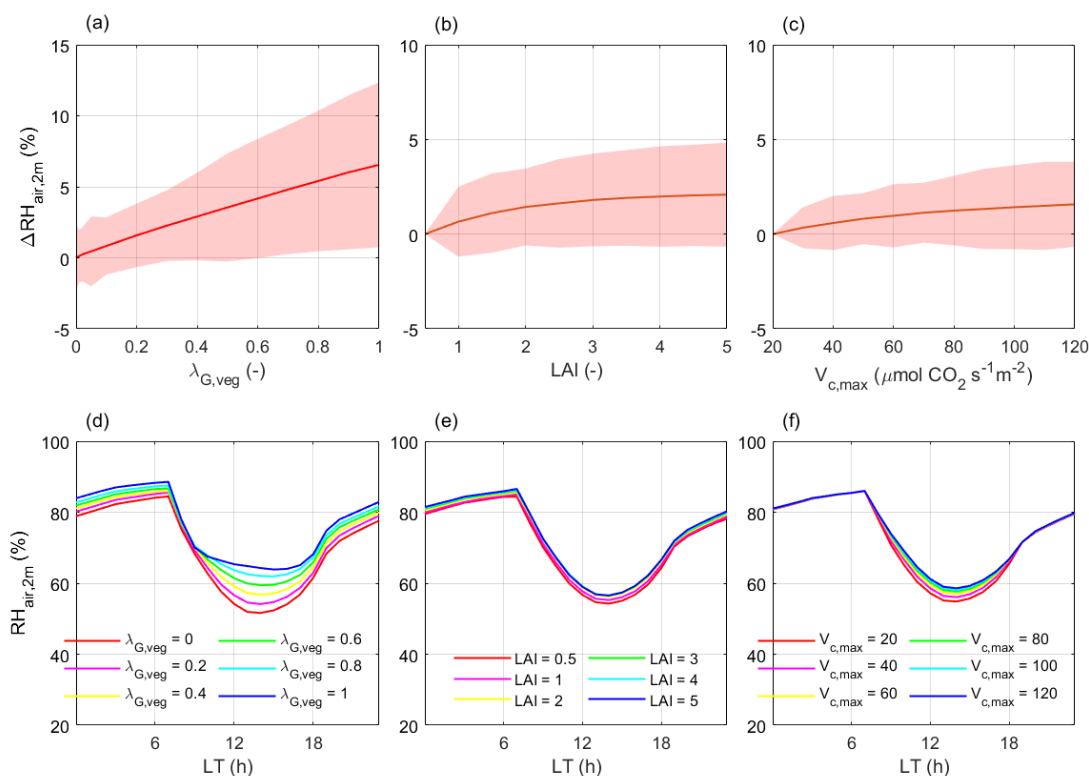 (a)
(b)
(c)
15
10
5
0
-5
ΔRH_air,2m (%)
0 0.2 0.4 0.6 0.8 1
λ_G,veg (-)
10
5
0
-5
1 2 3 4 5
LAI (-)
10
5
0
-5
20 40 60 80 100 120
V_c,max (μmol CO_2 s^-1m^-2)
(d)
(e)
(f)
100
80
60
40
20
RH_air,2m (%)
λ_G,veg = 0
λ_G,veg = 0.2
λ_G,veg = 0.4
λ_G,veg = 0.6
λ_G,veg = 0.8
λ_G,veg = 1
6 12 18
LT (h)
100
80
60
40
20
LAI = 0.5
LAI = 1
LAI = 2
LAI = 3
LAI = 4
LAI = 5
6 12 18
LT (h)
100
80
60
40
20
V_c,max = 20
V_c,max = 40
V_c,max = 60
V_c,max = 80
V_c,max = 100
V_c,max = 120
6 12 18
LT (h)